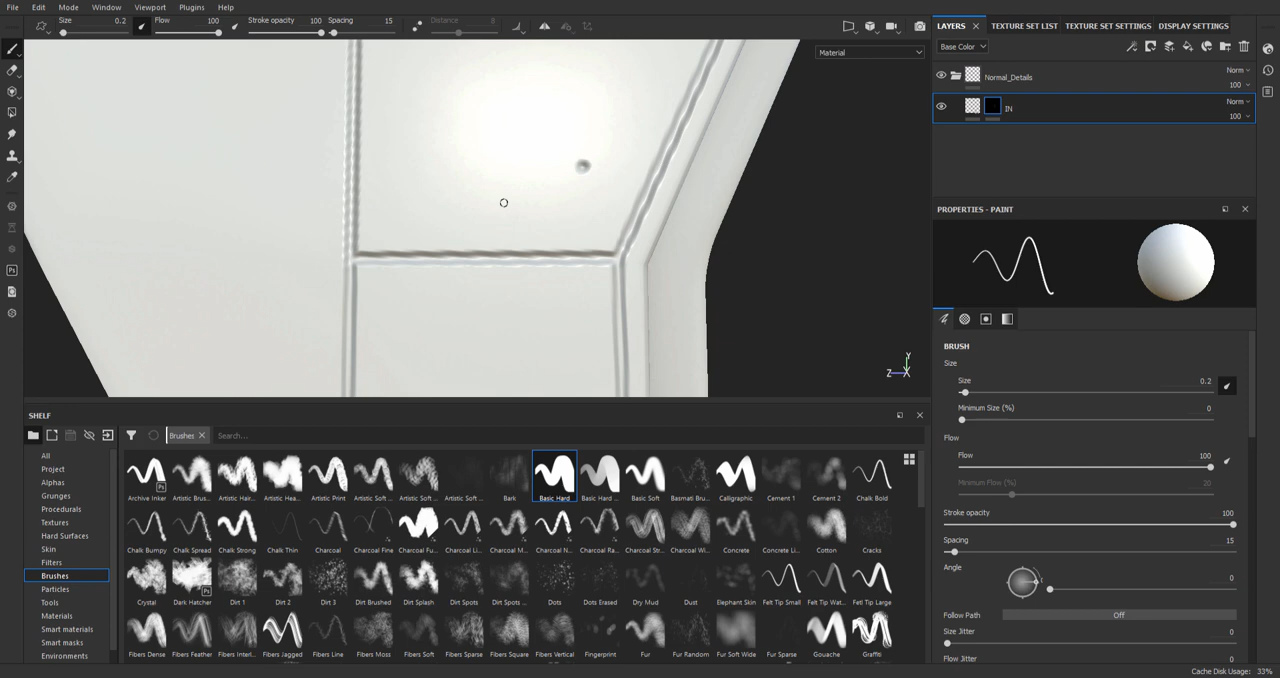 File Edit Mode Window Viewport Plugins Help
Size 0.2 Flow 100 Stroke opacity 100 Spacing 15 Distance 8
Material
Y
Z X
LAYERS TEXTURE SET LIST TEXTURE SET SETTINGS DISPLAY SETTINGS
Base Color
Normal_Details Norm
100
IN Norm
100
PROPERTIES - PAINT
BRUSH
Size
Size 0.2
Minimum Size (%) 0
Flow
Flow 100
Minimum Flow (%) 20
Stroke opacity 100
Spacing 15
Angle
0
Follow Path Off
Size Jitter 0
Flow Jitter 0
SHELF
Brushes Search...
All
Project
Alphas
Grunges
Procedurals
Textures
Hard Surfaces
Skin
Filters
Brushes
Particles
Tools
Materials
Smart materials
Smart masks
Environments
Ps
Archive Inker Artistic Brus... Artistic Hair... Artistic Hea... Artistic Print Artistic Soft ... Artistic Soft ... Artistic Soft ... Bark Basic Hard Basic Hard ... Basic Soft Basmati Bru... Calligraphic Cement 1 Cement 2 Chalk Bold
Chalk Bumpy Chalk Spread Chalk Strong Chalk Thin Charcoal Charcoal Fine Charcoal Fu... Charcoal Li... Charcoal M... Charcoal N... Charcoal Ra... Charcoal Str... Charcoal Wi... Concrete Concrete Li... Cotton Cracks
Crystal Dark Hatcher Dirt 1 Dirt 2 Dirt 3 Dirt Brushed Dirt Splash Dirt Spots Dirt Spots ... Dots Dots Erased Dry Mud Dust Elephant Skin Felt Tip Small Felt Tip Wat... Felt Tip Large
Fibers Dense Fibers Feather Fibers Interl... Fibers Jagged Fibers Line Fibers Moss Fibers Soft Fibers Sparse Fibers Square Fibers Vertical Fingerprint Fur Fur Random Fur Soft Wide Fur Sparse Gouache Graffiti
Cache Disk Usage: 33%